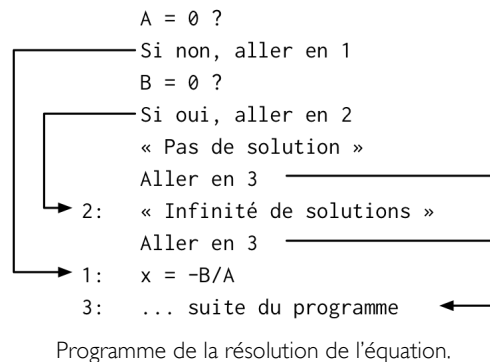 A = 0 ?
Si non, aller en 1
B = 0 ?
Si oui, aller en 2
« Pas de solution »
Aller en 3
2: « Infinité de solutions »
Aller en 3
1: x = -B/A
3: ... suite du programme
Programme de la résolution de l’équation.